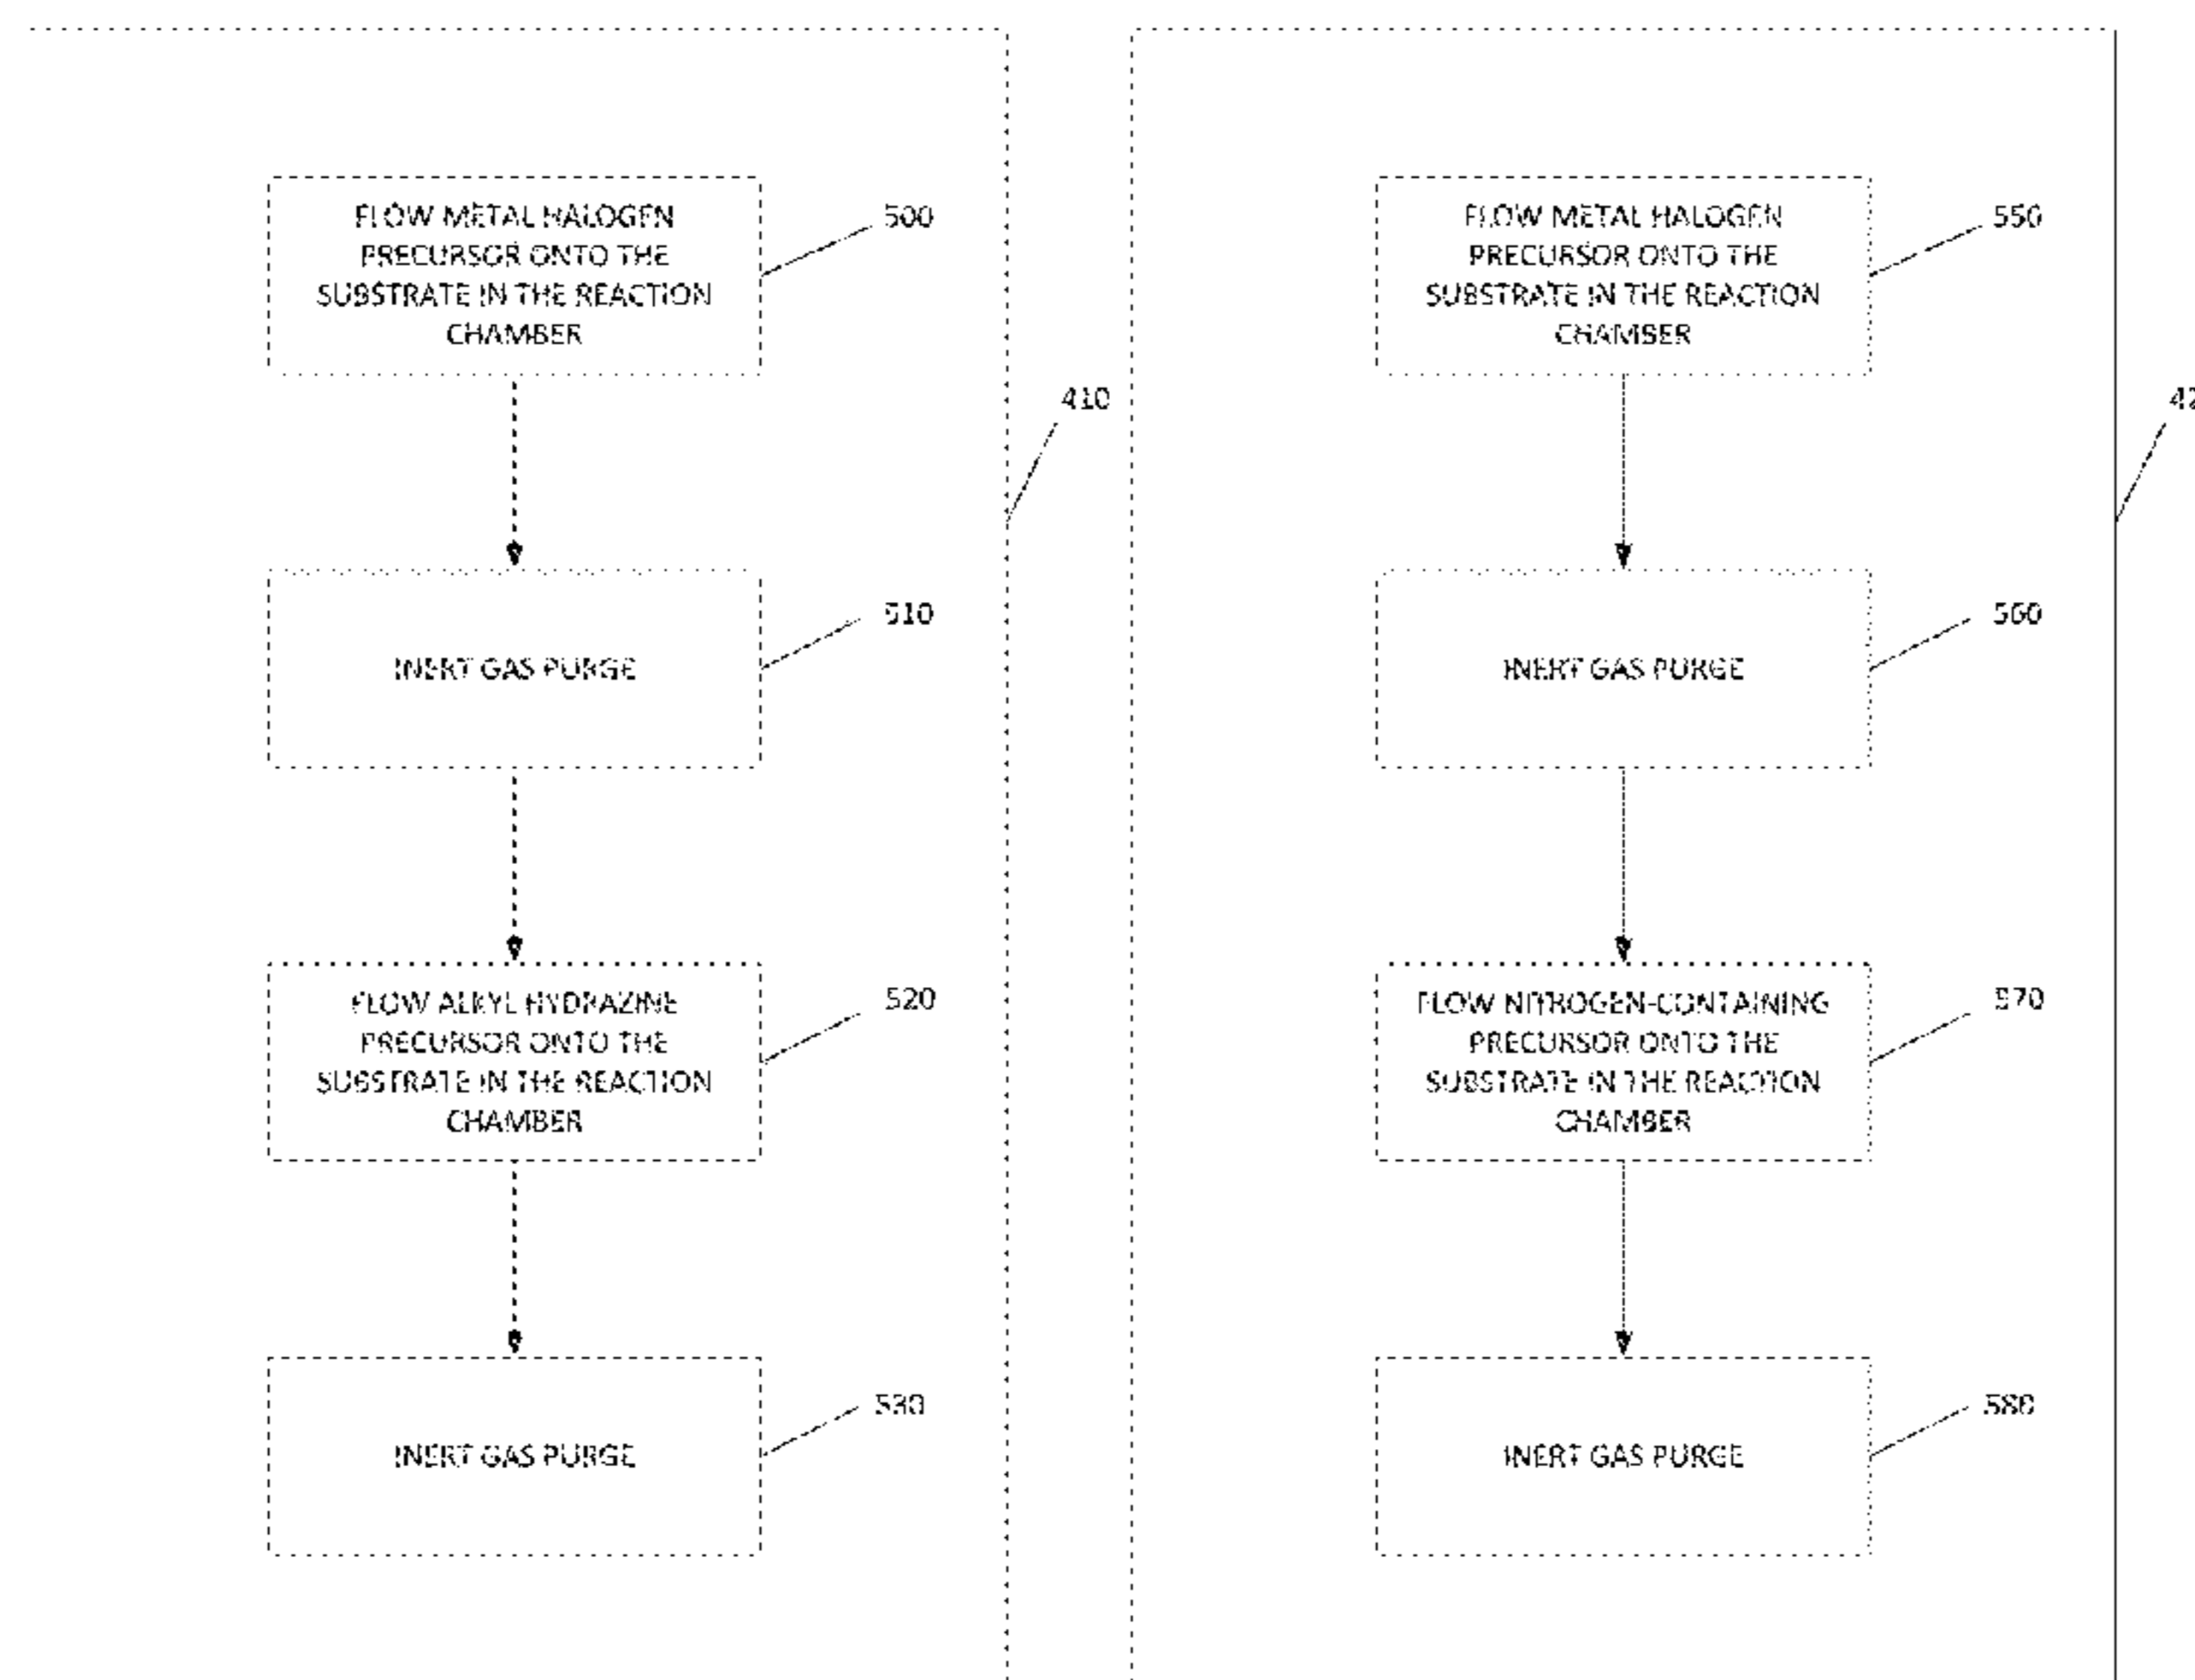 FLOW METAL HALOGEN
PRECURSOR ONTO THE
SUBSTRATE IN THE REACTION
CHAMBER
500
410
INERT GAS PURGE
510
FLOW ALKYL HYDRAZINE
PRECURSOR ONTO THE
SUBSTRATE IN THE REACTION
CHAMBER
520
INERT GAS PURGE
530
FLOW METAL HALOGEN
PRECURSOR ONTO THE
SUBSTRATE IN THE REACTION
CHAMBER
550
INERT GAS PURGE
560
FLOW NITROGEN-CONTAINING
PRECURSOR ONTO THE
SUBSTRATE IN THE REACTION
CHAMBER
570
INERT GAS PURGE
580